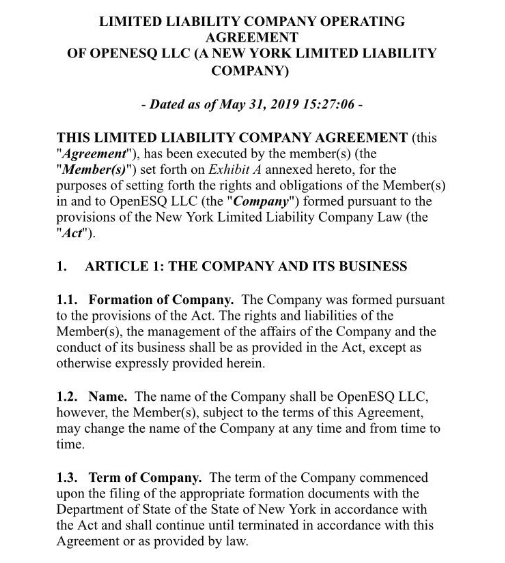 LIMITED LIABILITY COMPANY OPERATING
AGREEMENT
OF OPENESQ LLC (A NEW YORK LIMITED LIABILITY
COMPANY)
- Dated as of May 31, 2019 15:27:06 -
THIS LIMITED LIABILITY COMPANY AGREEMENT (this
"Agreement"), has been executed by the member(s) (the
"Member(s)") set forth on Exhibit A annexed hereto, for the
purposes of setting forth the rights and obligations of the Member(s)
in and to OpenESQ LLC (the "Company") formed pursuant to the
provisions of the New York Limited Liability Company Law (the
"Act").
1. ARTICLE 1: THE COMPANY AND ITS BUSINESS
1.1. Formation of Company. The Company was formed pursuant
to the provisions of the Act. The rights and liabilities of the
Member(s), the management of the affairs of the Company and the
conduct of its business shall be as provided in the Act, except as
otherwise expressly provided herein.
1.2. Name. The name of the Company shall be OpenESQ LLC,
however, the Member(s), subject to the terms of this Agreement,
may change the name of the Company at any time and from time to
time.
1.3. Term of Company. The term of the Company commenced
upon the filing of the appropriate formation documents with the
Department of State of the State of New York in accordance with
the Act and shall continue until terminated in accordance with this
Agreement or as provided by law.